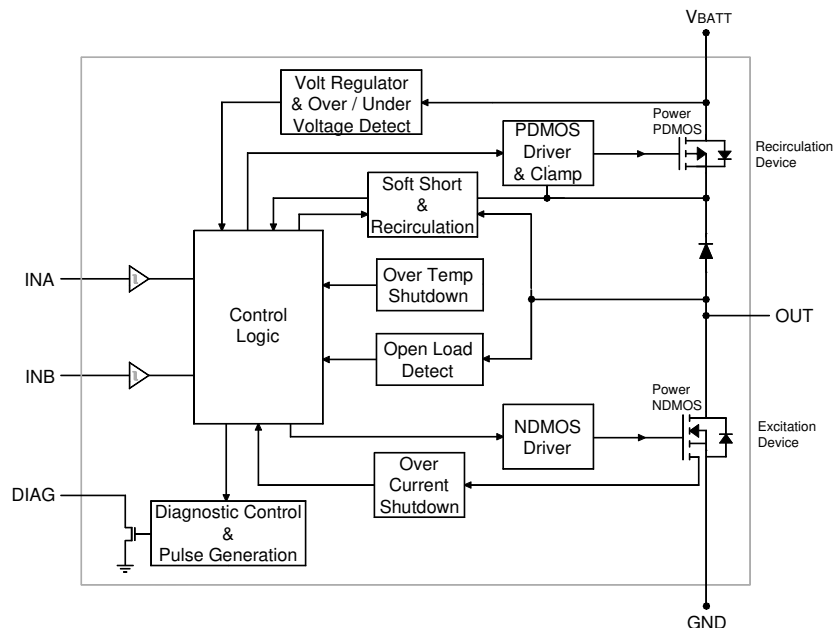 VBATT
Volt Regulator
& Over / Under
Voltage Detect
Power
PDMOS
PDMOS
Driver
& Clamp
Recirculation
Device
Soft Short
&
Recirculation
INA
Over Temp
Shutdown
Control
Logic
OUT
INB
Open Load
Detect
Power
NDMOS
NDMOS
Driver
Excitation
Device
Over
Current
Shutdown
DIAG
Diagnostic Control
&
Pulse Generation
GND